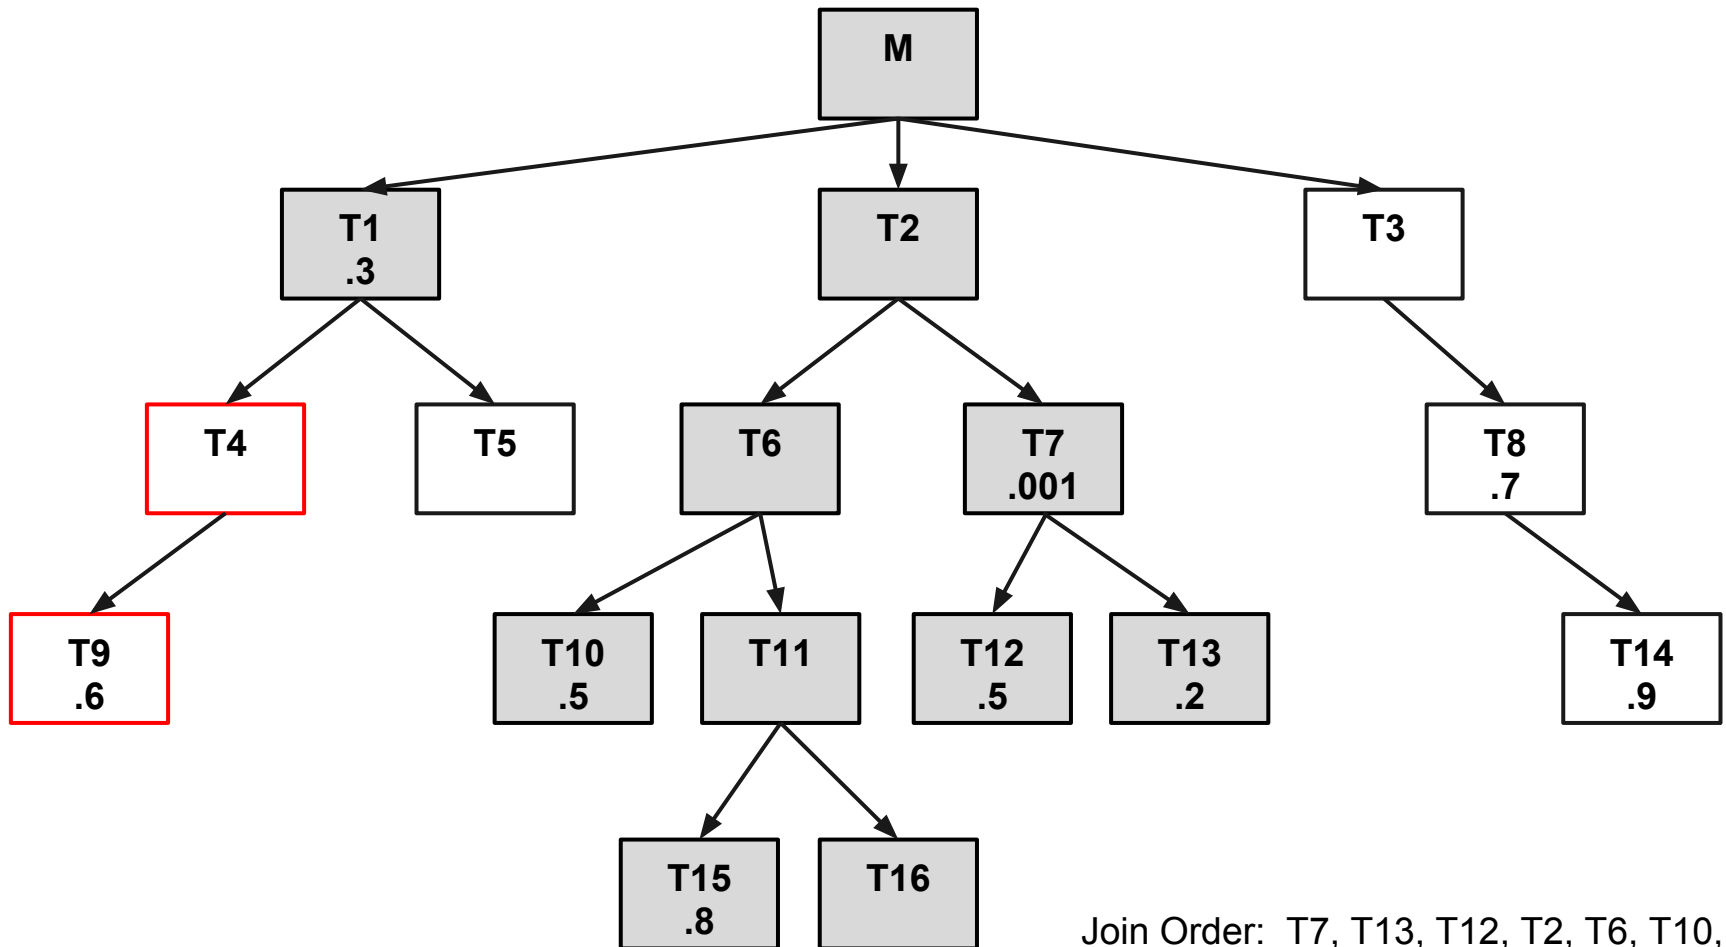 M
T1
.3
T2
T3
T4
T5
T6
T7
.001
T8
.7
T9
.6
T10
.5
T11
T12
.5
T13
.2
T14
.9
T15
.8
T16
Join Order: T7, T13, T12, T2, T6, T10,